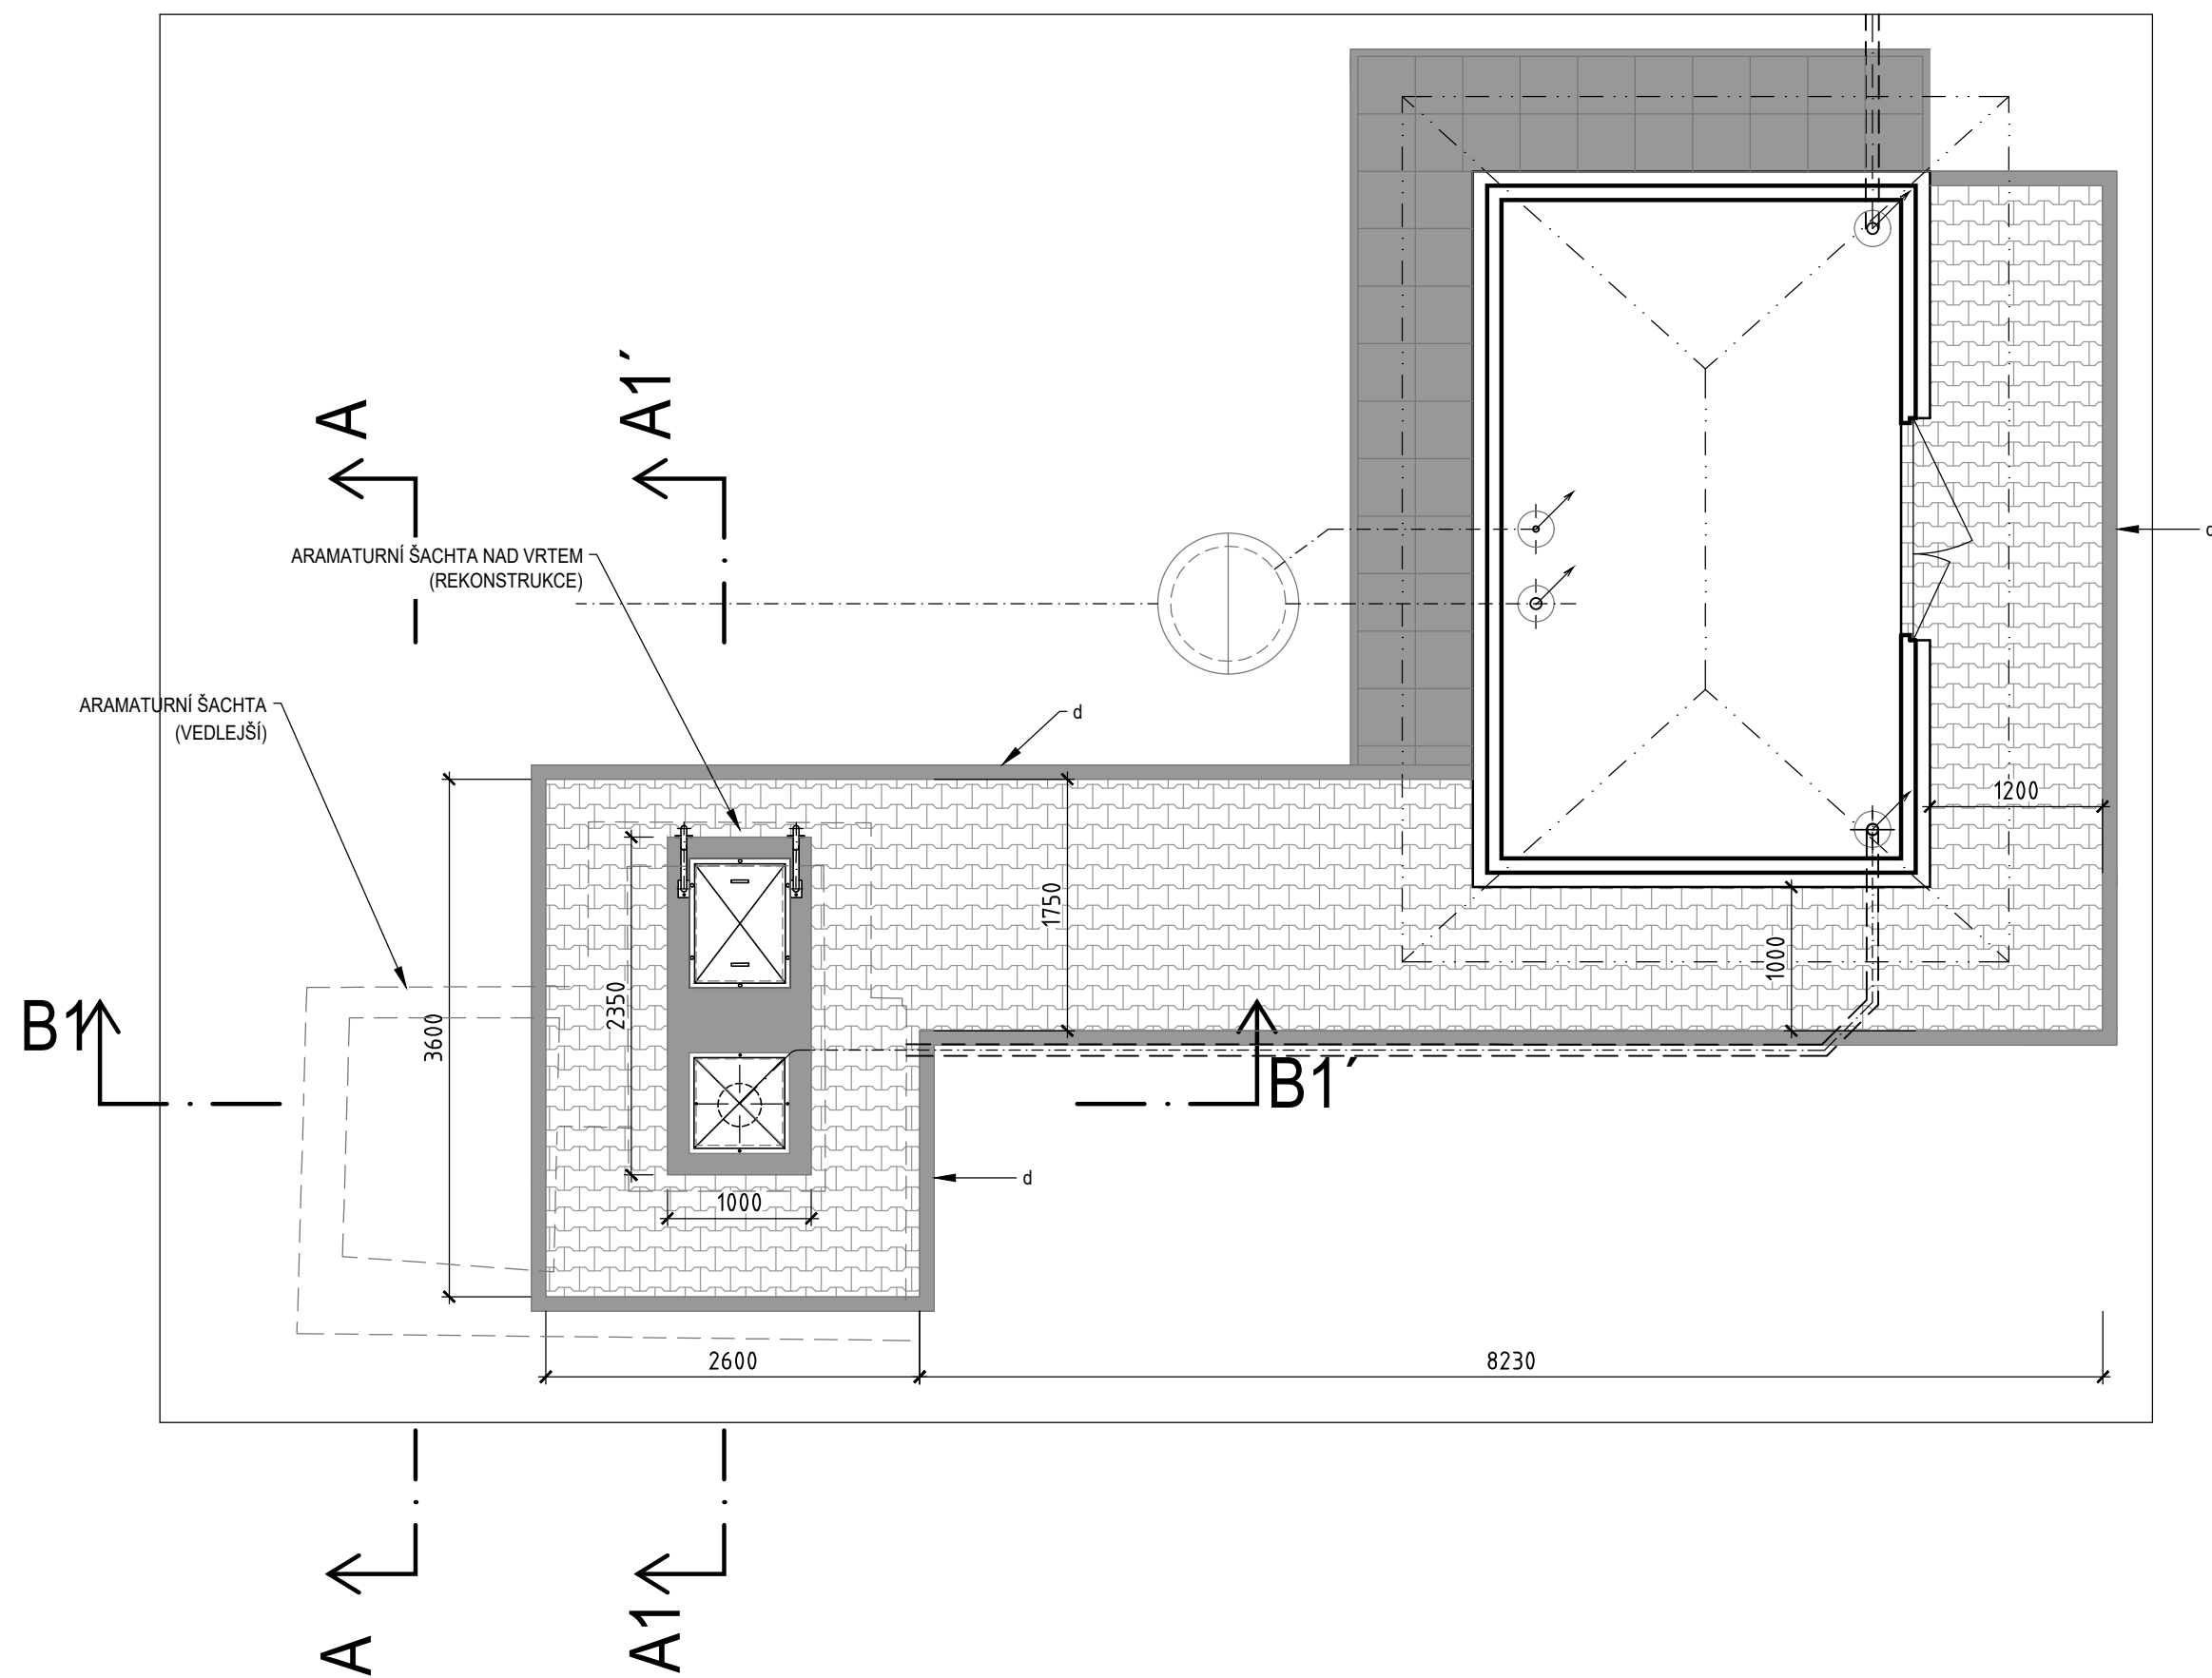 A
A1´
ARAMATURNÍ ŠACHTA NAD VRTEM
(REKONSTRUKCE)
d
ARAMATURNÍ ŠACHTA
(VEDLEJŠÍ)
d
1200
1750
1000
2350
3600
B1
B1´
d
1000
2600
8230
A
A1